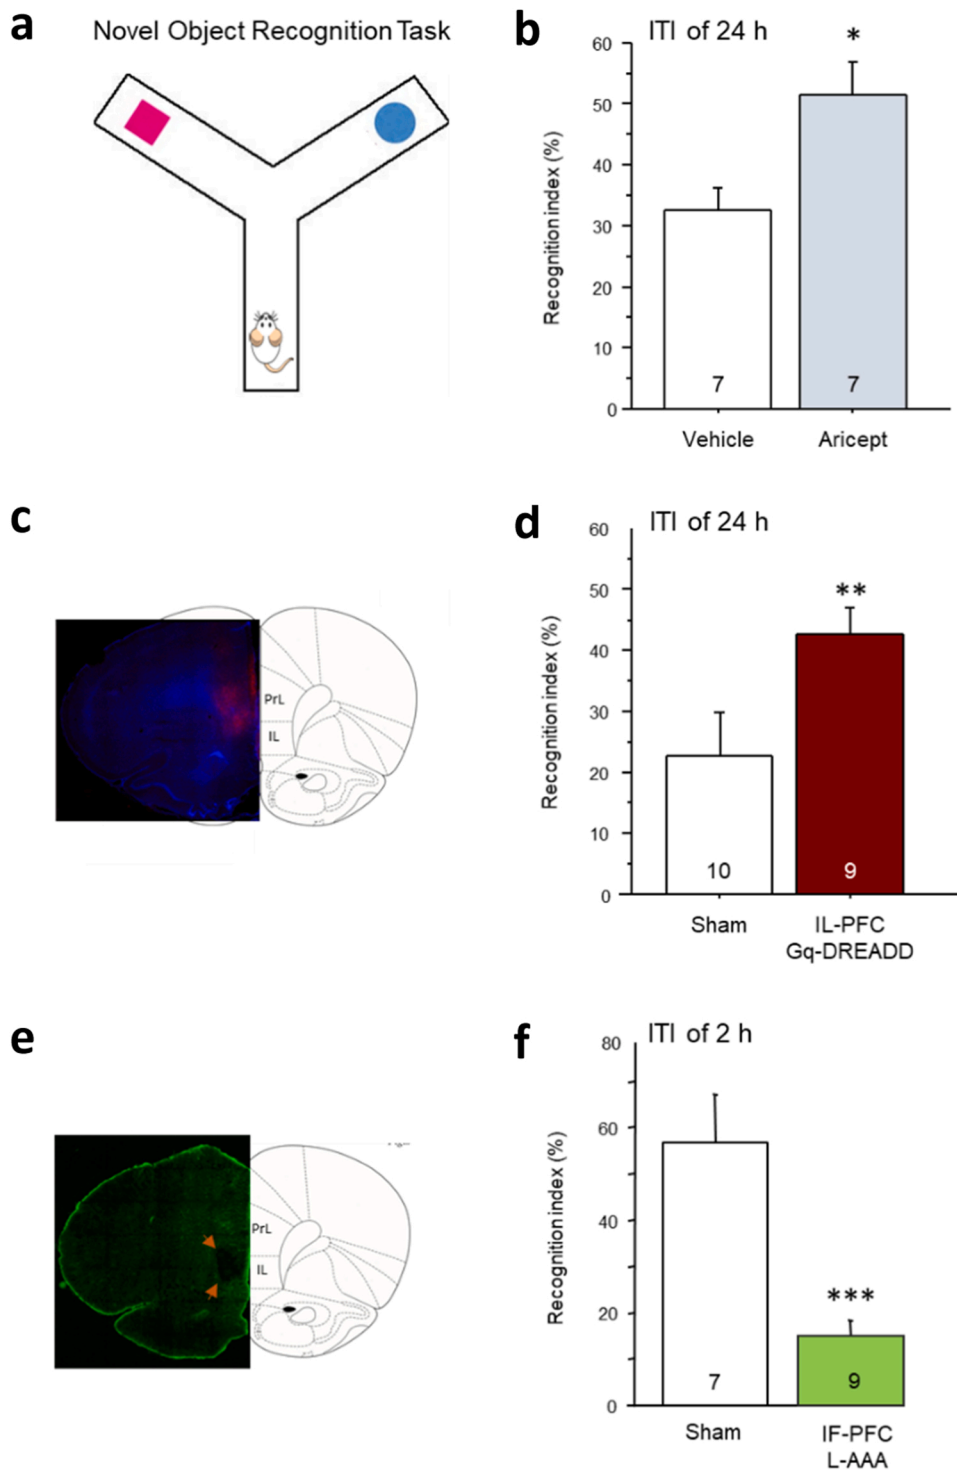 a
Novel Object Recognition Task
b
ITI of 24 h
*
Recognition index (%)
60
50
40
30
20
10
0
7
7
Vehicle
Aricept
c
PrL
IL
d
ITI of 24 h
**
Recognition index (%)
60
50
40
30
20
10
0
10
9
Sham
IL-PFC
Gq-DREADD
e
PrL
IL
f
ITI of 2 h
***
Recognition index (%)
80
60
40
20
0
7
9
Sham
IF-PFC
L-AAA